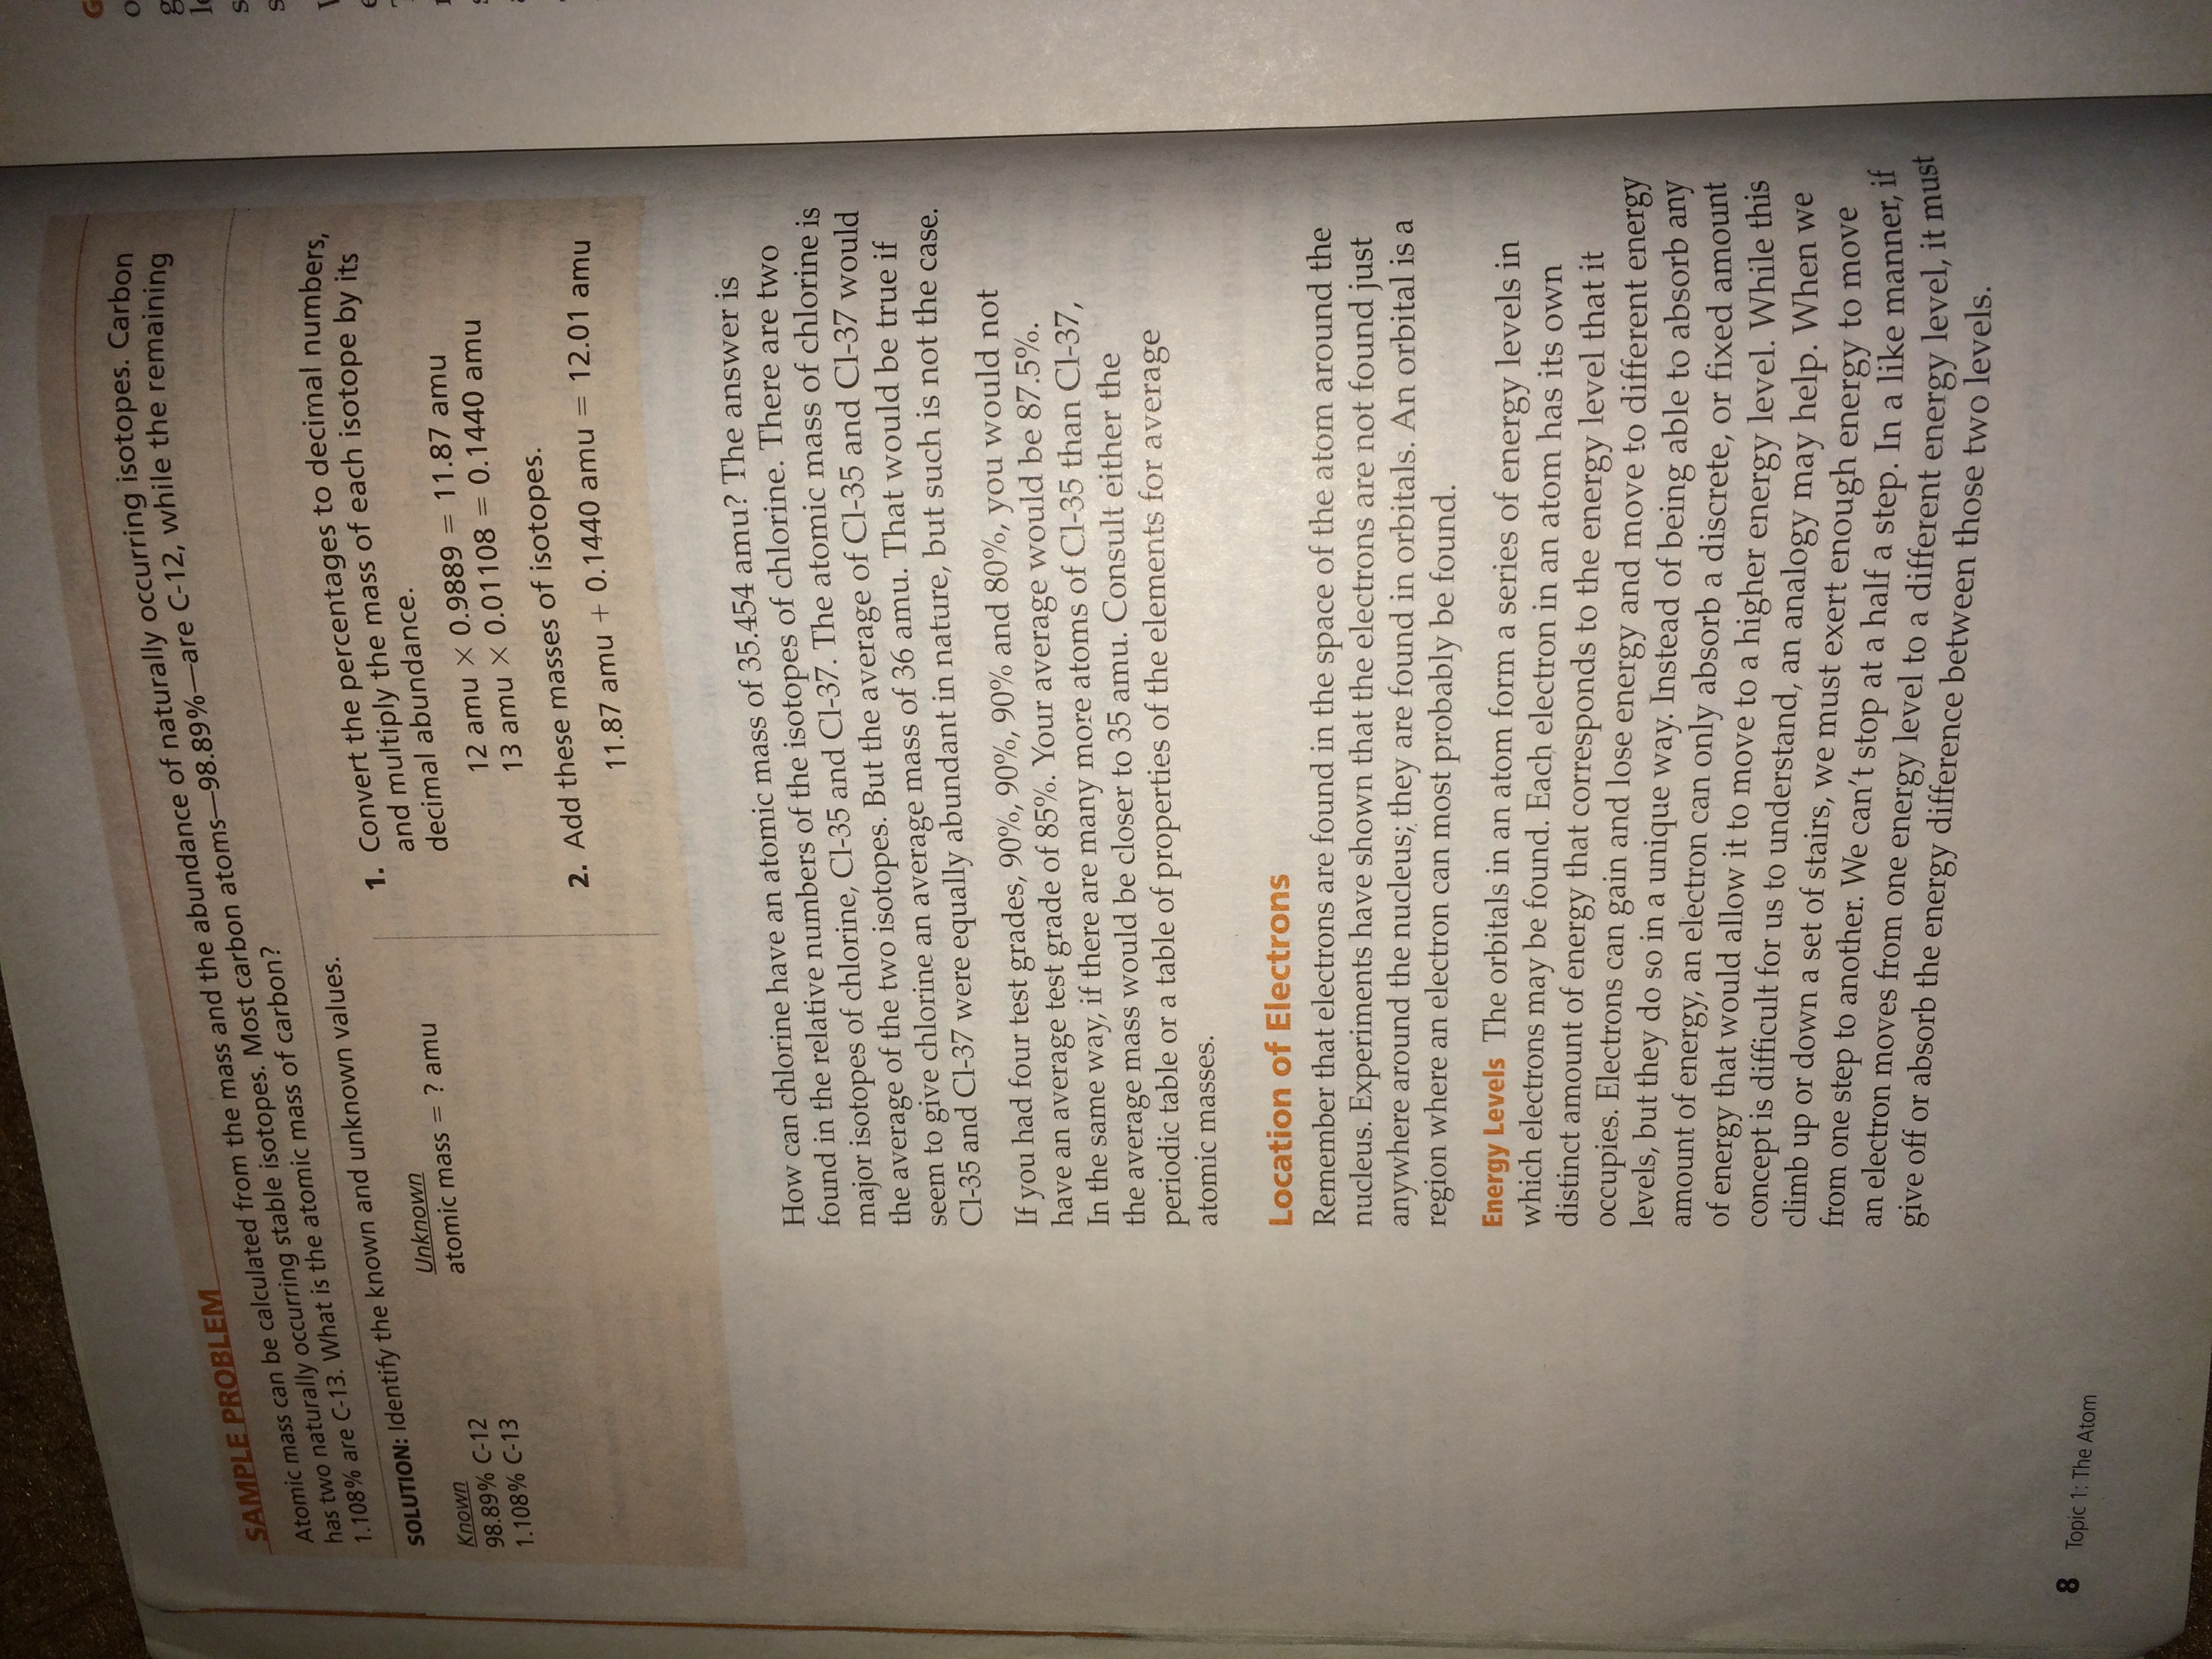 SAMPLE PROBLEM
Atomic mass can be calculated from the mass and the abundance of naturally occurring isotopes. Carbon
has two naturally occurring stable isotopes. Most carbon atoms—98.89%—are C-12, while the remaining
1.108% are C-13. What is the atomic mass of carbon?
SOLUTION: Identify the known and unknown values.
Known
98.89% C-12
1.108% C-13
Unknown
atomic mass = ? amu
1. Convert the percentages to decimal numbers,
and multiply the mass of each isotope by its
decimal abundance.
12 amu × 0.9889 = 11.87 amu
13 amu × 0.01108 = 0.1440 amu
2. Add these masses of isotopes.
11.87 amu + 0.1440 amu = 12.01 amu
How can chlorine have an atomic mass of 35.454 amu? The answer is
found in the relative numbers of the isotopes of chlorine. There are two
major isotopes of chlorine, Cl-35 and Cl-37. The atomic mass of chlorine is
the average of the two isotopes. But the average of Cl-35 and Cl-37 would
seem to give chlorine an average mass of 36 amu. That would be true if
Cl-35 and Cl-37 were equally abundant in nature, but such is not the case.
If you had four test grades, 90%, 90%, 90% and 80%, you would not
have an average test grade of 85%. Your average would be 87.5%.
In the same way, if there are many more atoms of Cl-35 than Cl-37,
the average mass would be closer to 35 amu. Consult either the
periodic table or a table of properties of the elements for average
atomic masses.
Location of Electrons
Remember that electrons are found in the space of the atom around the
nucleus. Experiments have shown that the electrons are not found just
anywhere around the nucleus; they are found in orbitals. An orbital is a
region where an electron can most probably be found.
Energy Levels The orbitals in an atom form a series of energy levels in
which electrons may be found. Each electron in an atom has its own
distinct amount of energy that corresponds to the energy level that it
occupies. Electrons can gain and lose energy and move to different energy
levels, but they do so in a unique way. Instead of being able to absorb any
amount of energy, an electron can only absorb a discrete, or fixed amount
of energy that would allow it to move to a higher energy level. While this
concept is difficult for us to understand, an analogy may help. When we
climb up or down a set of stairs, we must exert enough energy to move
from one step to another. We can't stop at a half a step. In a like manner, if
an electron moves from one energy level to a different energy level, it must
give off or absorb the energy difference between those two levels.
8 Topic 1: The Atom